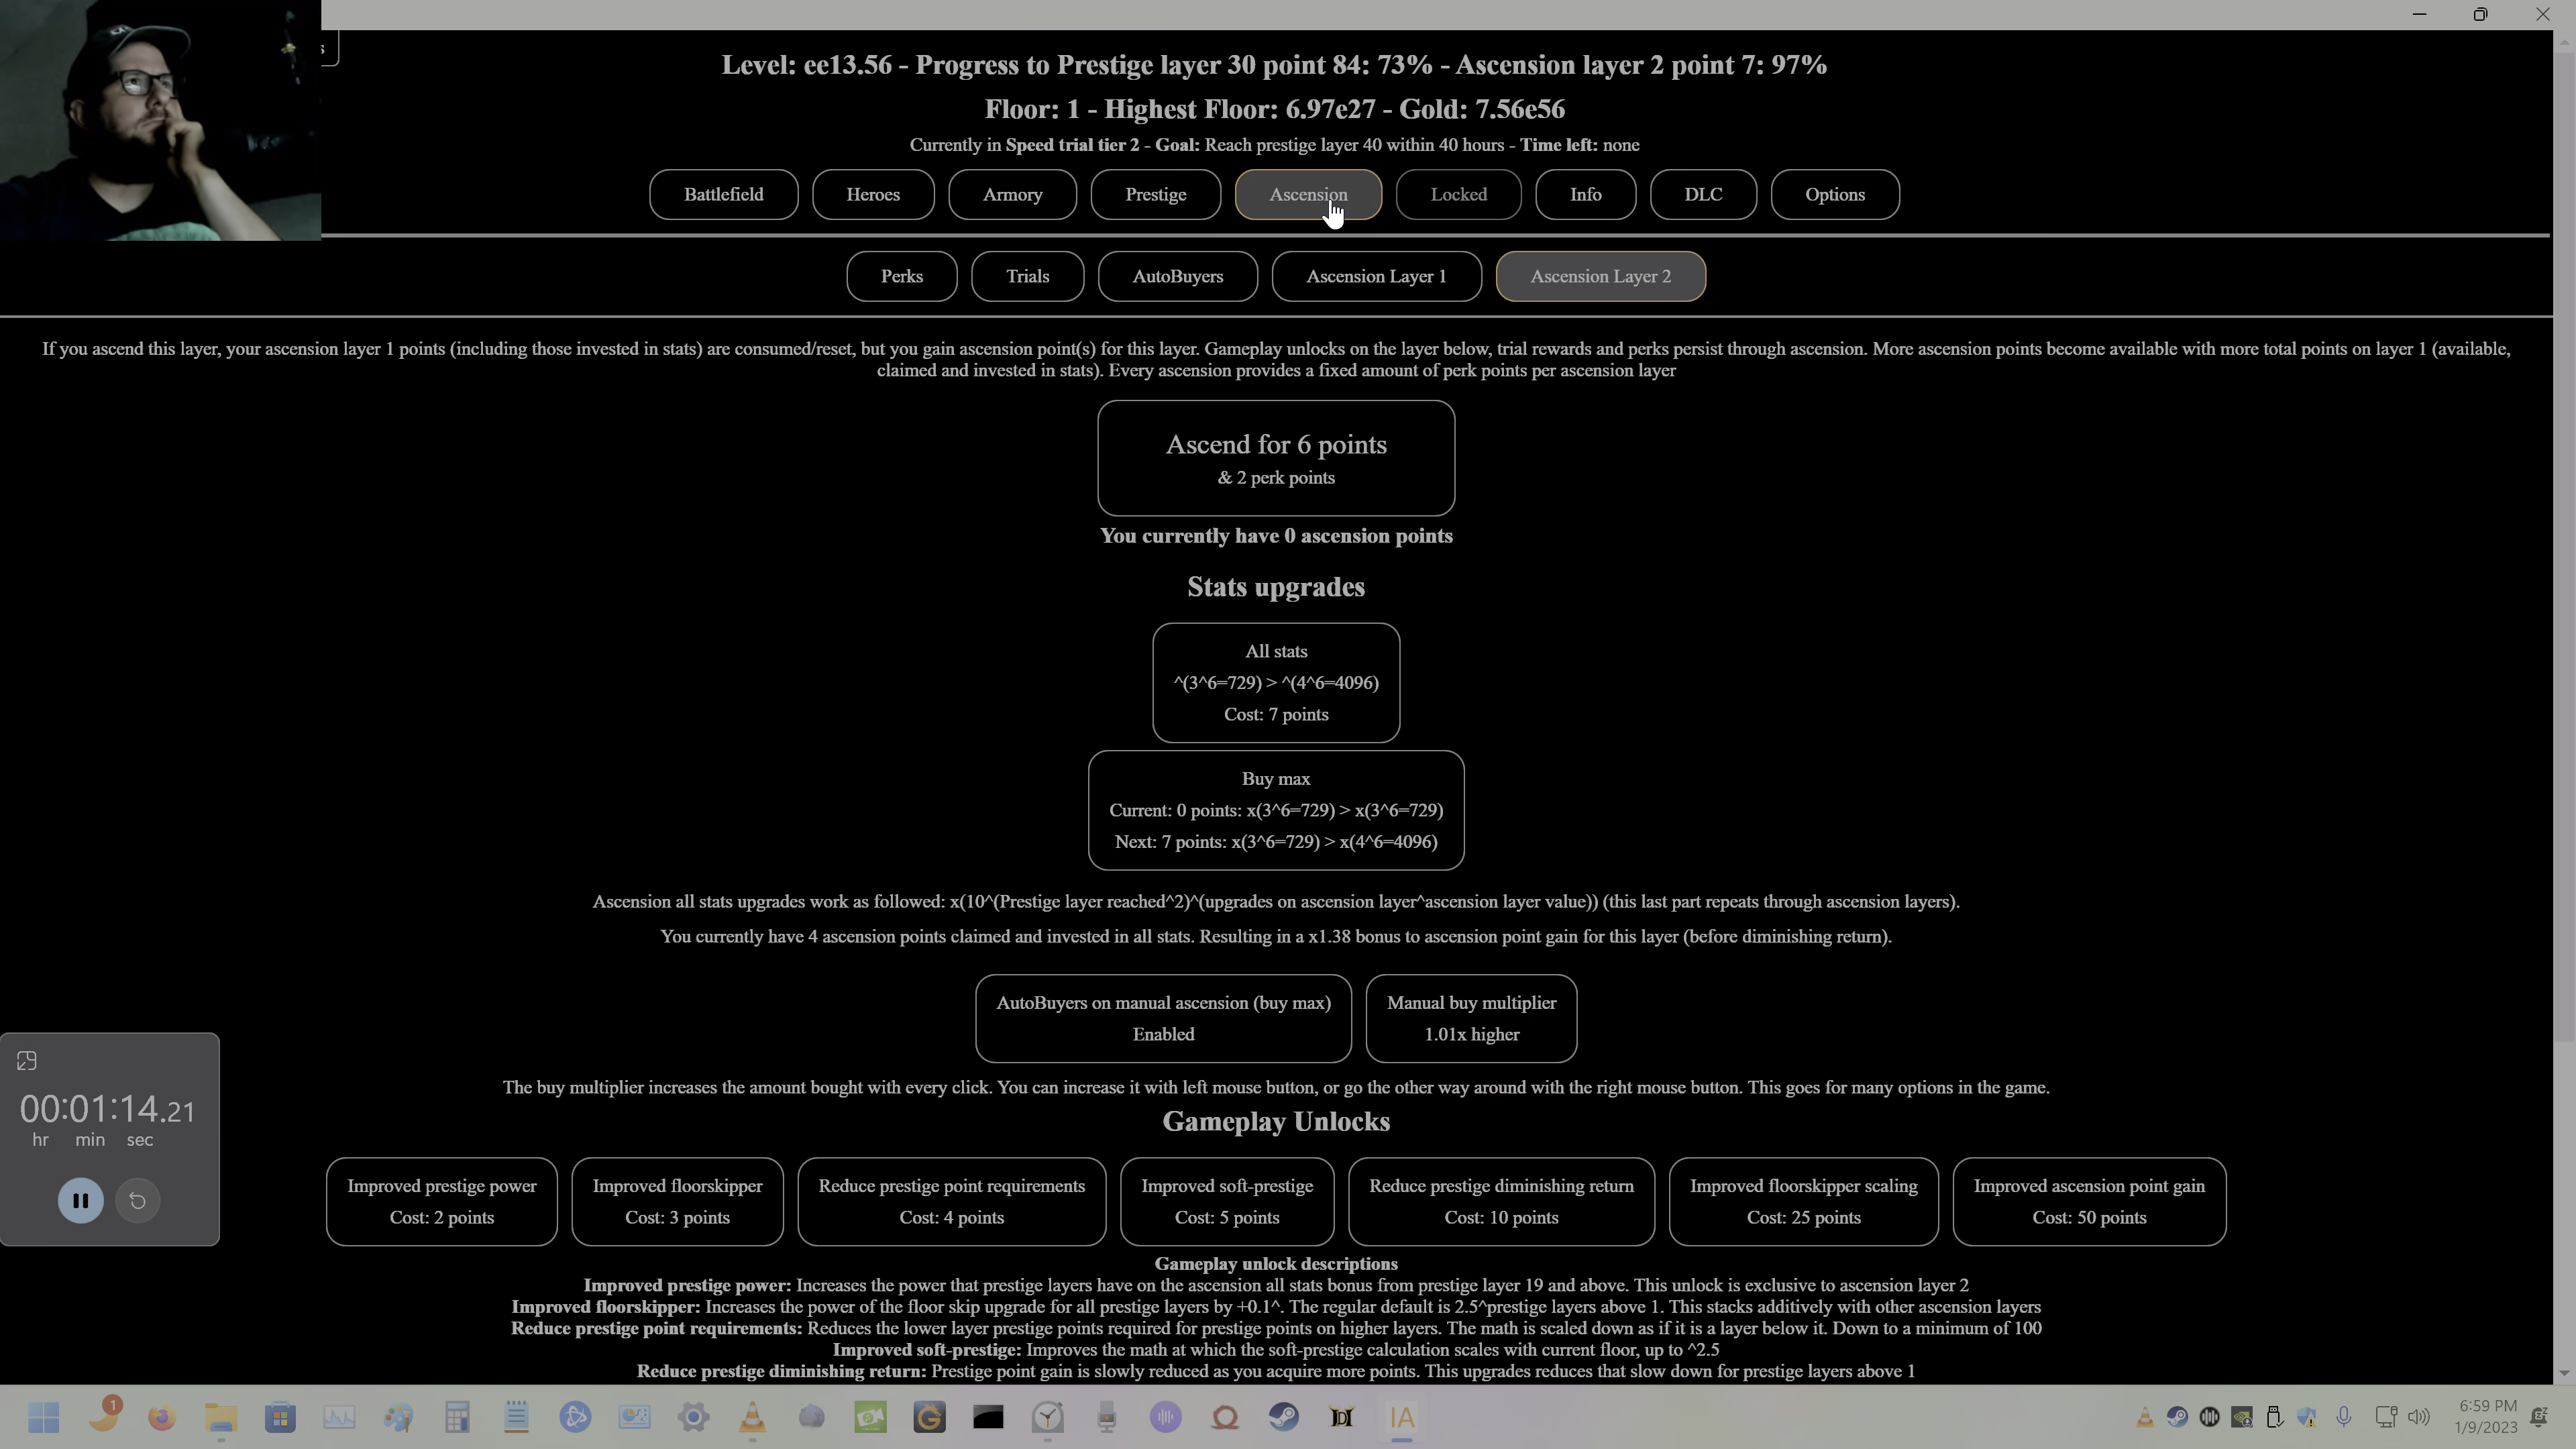 s
Level: ee13.56 - Progress to Prestige layer 30 point 84: 73% - Ascension layer 2 point 7: 97%
Floor: 1 - Highest Floor: 6.97e27 - Gold: 7.56e56
Currently in Speed trial tier 2 - Goal: Reach prestige layer 40 within 40 hours - Time left: none
Battlefield Heroes Armory Prestige Ascension Locked Info DLC Options
Perks Trials AutoBuyers Ascension Layer 1 Ascension Layer 2
If you ascend this layer, your ascension layer 1 points (including those invested in stats) are consumed/reset, but you gain ascension point(s) for this layer. Gameplay unlocks on the layer below, trial rewards and perks persist through ascension. More ascension points become available with more total points on layer 1 (available,
claimed and invested in stats). Every ascension provides a fixed amount of perk points per ascension layer
Ascend for 6 points
& 2 perk points
You currently have 0 ascension points
Stats upgrades
All stats
^(3^6=729) > ^(4^6=4096)
Cost: 7 points
Buy max
Current: 0 points: x(3^6=729) > x(3^6=729)
Next: 7 points: x(3^6=729) > x(4^6=4096)
Ascension all stats upgrades work as followed: x(10^(Prestige layer reached^2)^(upgrades on ascension layer^ascension layer value)) (this last part repeats through ascension layers).
You currently have 4 ascension points claimed and invested in all stats. Resulting in a x1.38 bonus to ascension point gain for this layer (before diminishing return).
AutoBuyers on manual ascension (buy max) Manual buy multiplier
Enabled 1.01x higher
The buy multiplier increases the amount bought with every click. You can increase it with left mouse button, or go the other way around with the right mouse button. This goes for many options in the game.
Gameplay Unlocks
Improved prestige power Improved floorskipper Reduce prestige point requirements Improved soft-prestige Reduce prestige diminishing return Improved floorskipper scaling Improved ascension point gain
Cost: 2 points Cost: 3 points Cost: 4 points Cost: 5 points Cost: 10 points Cost: 25 points Cost: 50 points
Gameplay unlock descriptions
Improved prestige power: Increases the power that prestige layers have on the ascension all stats bonus from prestige layer 19 and above. This unlock is exclusive to ascension layer 2
Improved floorskipper: Increases the power of the floor skip upgrade for all prestige layers by +0.1^. The regular default is 2.5^prestige layers above 1. This stacks additively with other ascension layers
Reduce prestige point requirements: Reduces the lower layer prestige points required for prestige points on higher layers. The math is scaled down as if it is a layer below it. Down to a minimum of 100
Improved soft-prestige: Improves the math at which the soft-prestige calculation scales with current floor, up to ^2.5
Reduce prestige diminishing return: Prestige point gain is slowly reduced as you acquire more points. This upgrades reduces that slow down for prestige layers above 1
00:01:14.21
hr min sec
1
IA
6:59 PM
1/9/2023